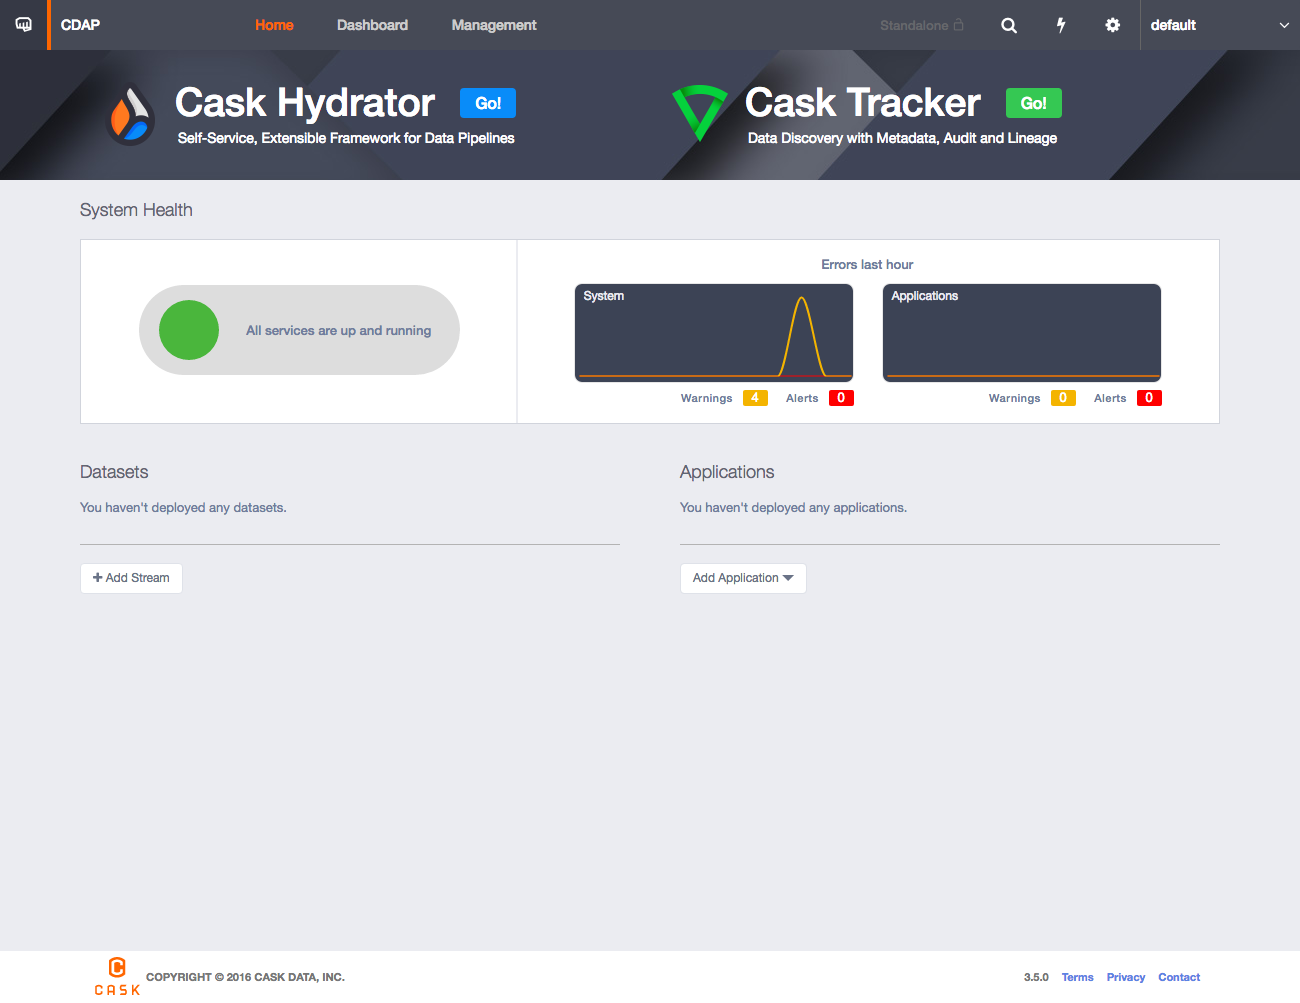 CDAP
Home Dashboard Management
Standalone
default
Cask Hydrator Go!
Self-Service, Extensible Framework for Data Pipelines
Cask Tracker Go!
Data Discovery with Metadata, Audit and Lineage
System Health
All services are up and running
Errors last hour
System
Warnings 4 Alerts 0
Applications
Warnings 0 Alerts 0
Datasets
You haven't deployed any datasets.
+ Add Stream
Applications
You haven't deployed any applications.
Add Application
CASK
COPYRIGHT © 2016 CASK DATA, INC.
3.5.0 Terms Privacy Contact